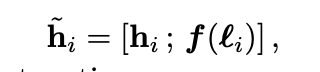 h̃ᵢ = [hᵢ ; f(ℓᵢ)] ,